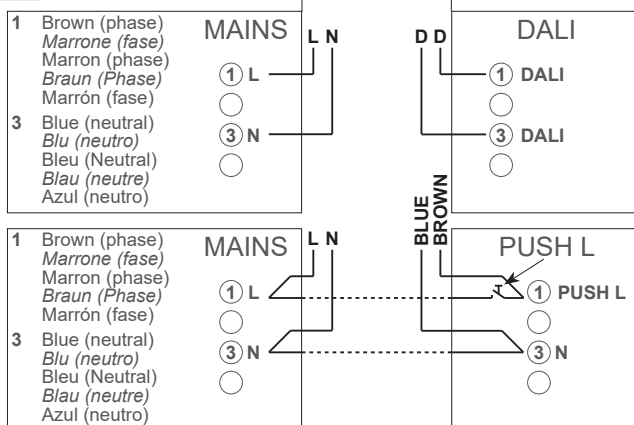 1 Brown (phase)
Marrone (fase)
Marron (phase)
Braun (Phase)
Marrón (fase)
3 Blue (neutral)
Blu (neutro)
Bleu (Neutral)
Blau (neutre)
Azul (neutro)
MAINS
L N
1 L
3 N
D D
DALI
1 DALI
3 DALI
1 Brown (phase)
Marrone (fase)
Marron (phase)
Braun (Phase)
Marrón (fase)
3 Blue (neutral)
Blu (neutro)
Bleu (Neutral)
Blau (neutre)
Azul (neutro)
MAINS
L N
1 L
3 N
BLUE
BROWN
PUSH L
1 PUSH L
3 N